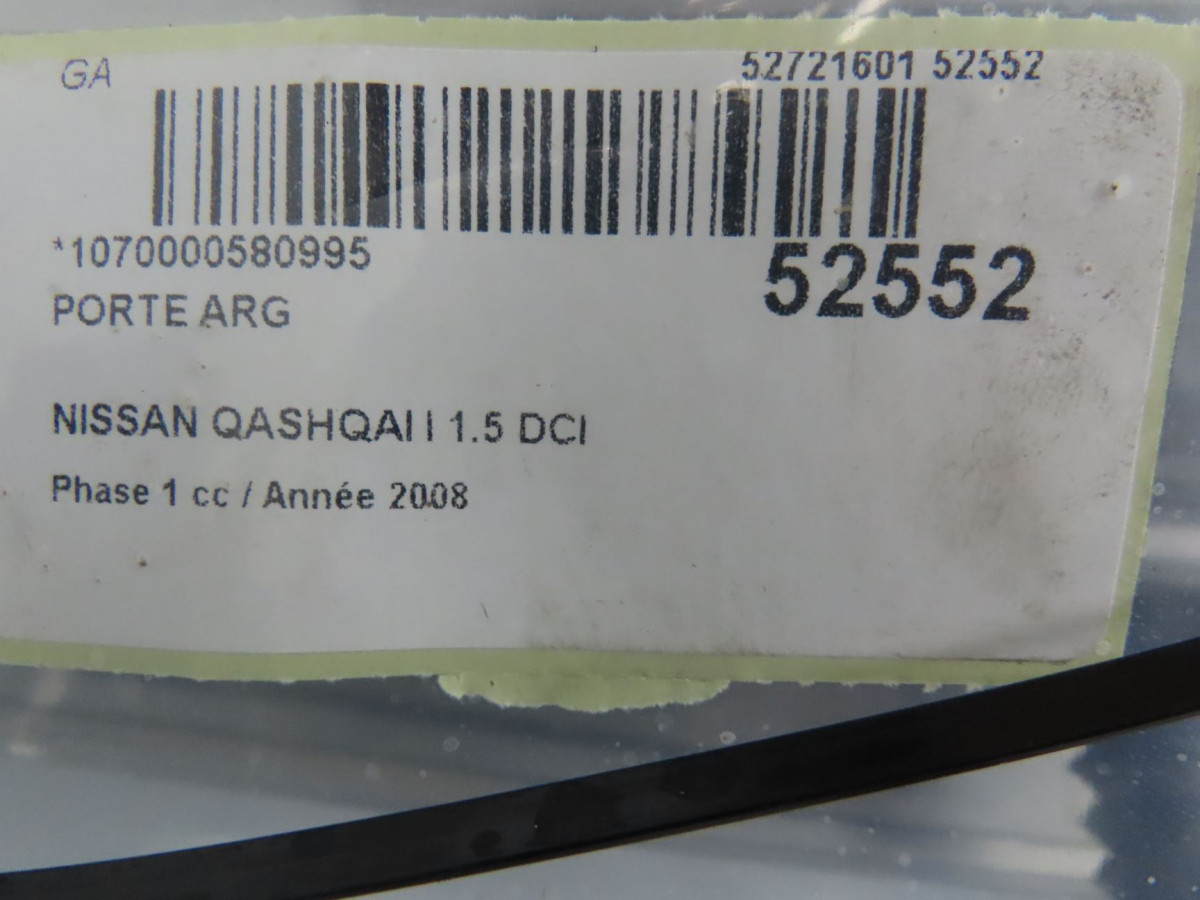 GA
52721601 52552
*1070000580995
52552
PORTE ARG
NISSAN QASHQAI I 1.5 DCI
Phase 1 cc / Année 2008